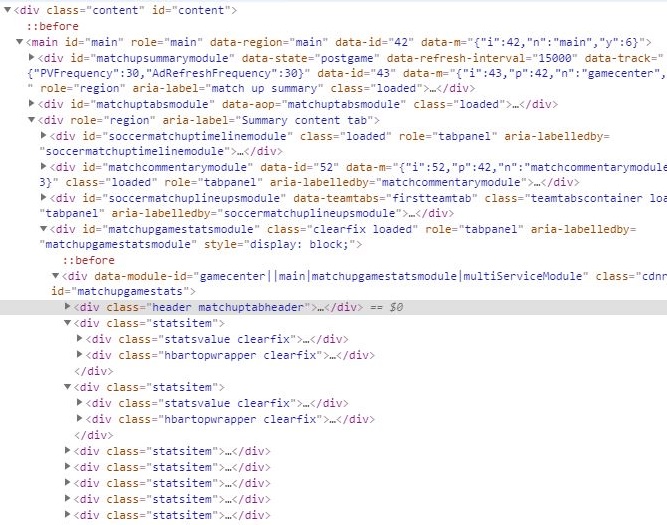 <div class="content" id="content">
::before
<main id="main" role="main" data-region="main" data-id="42" data-m="{"i":42,"n":"main","y":6}">
<div id="matchupsummarymodule" data-state="postgame" data-refresh-interval="15000" data-track="
{"PVFrequency":30,"AdRefreshFrequency":30}" data-id="43" data-m="{"i":43,"p":42,"n":"gamecenter",
" role="region" aria-label="match up summary" class="loaded">…</div>
<div id="matchuptabsmodule" data-aop="matchuptabsmodule" class="loaded">…</div>
<div role="region" aria-label="Summary content tab">
<div id="soccermatchuptimelinemodule" class="loaded" role="tabpanel" aria-labelledby=
"soccermatchuptimelinemodule">…</div>
<div id="matchcommentarymodule" data-id="52" data-m="{"i":52,"p":42,"n":"matchcommentarymodule
3}" class="loaded" role="tabpanel" aria-labelledby="matchcommentarymodule">…</div>
<div id="soccermatchuplineupsmodule" data-teamtabs="firstteamtab" class="teamtabscontainer loa
"tabpanel" aria-labelledby="soccermatchuplineupsmodule">…</div>
<div id="matchupgamestatsmodule" class="clearfix loaded" role="tabpanel" aria-labelledby=
"matchupgamestatsmodule" style="display: block;">
::before
<div data-module-id="gamecenter||main|matchupgamestatsmodule|multiServiceModule" class="cdnr
id="matchupgamestats">
<div class="header matchuptabheader">…</div> == $0
<div class="statsitem">
<div class="statsvalue clearfix">…</div>
<div class="hbartopwrapper clearfix">…</div>
</div>
<div class="statsitem">
<div class="statsvalue clearfix">…</div>
<div class="hbartopwrapper clearfix">…</div>
</div>
<div class="statsitem">…</div>
<div class="statsitem">…</div>
<div class="statsitem">…</div>
<div class="statsitem">…</div>
<div class="statsitem">…</div>